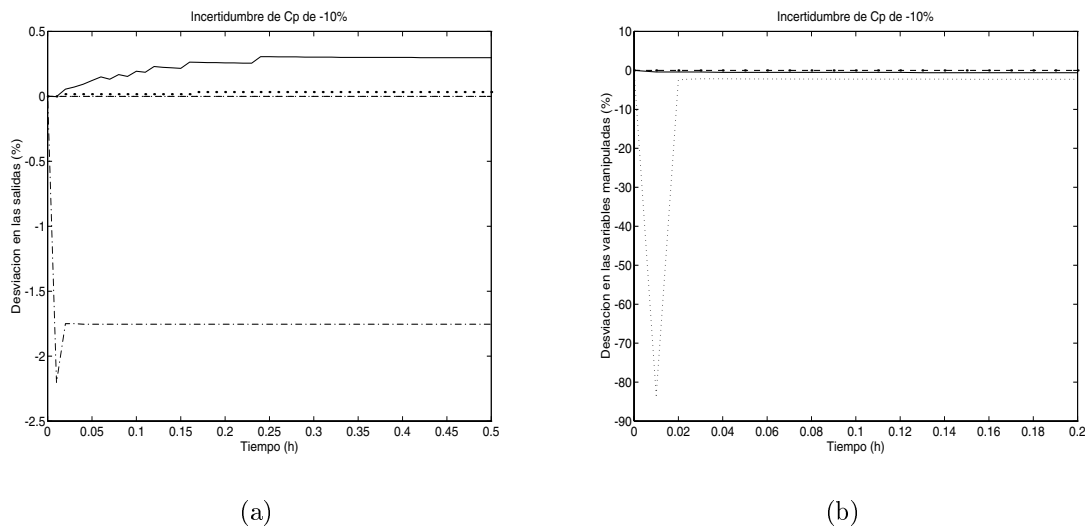 Incertidumbre de Cp de -10%
Desviacion en las salidas (%)
0.5
0
-0.5
-1
-1.5
-2
-2.5
0 0.05 0.1 0.15 0.2 0.25 0.3 0.35 0.4 0.45 0.5
Tiempo (h)
(a)
Incertidumbre de Cp de -10%
Desviacion en las variables manipuladas (%)
10
0
-10
-20
-30
-40
-50
-60
-70
-80
-90
0 0.02 0.04 0.06 0.08 0.1 0.12 0.14 0.16 0.18 0.2
Tiempo (h)
(b)